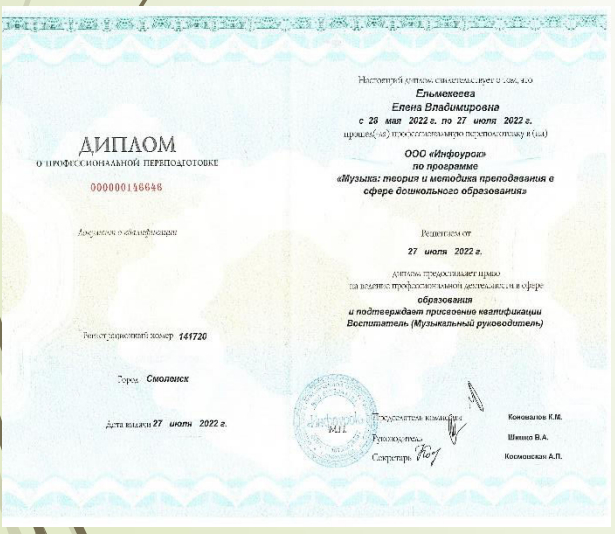 ДИПЛОМ
О ПРОФЕССИОНАЛЬНОЙ ПЕРЕПОДГОТОВКЕ
000000146646
Документ о квалификации
Регистрационный номер 141720
Город Смоленск
Дата выдачи 27 июля 2022 г.
Настоящий диплом свидетельствует о том, что
Ельмекеева
Елена Владимировна
с 28 мая 2022 г. по 27 июля 2022 г.
прошел(-ла) профессиональную переподготовку в (на)
ООО «Инфоурок»
по программе
«Музыка: теория и методика преподавания в
сфере дошкольного образования»
Решением от
27 июля 2022 г.
диплом предоставляет право
на ведение профессиональной деятельности в сфере
образования
и подтверждает присвоение квалификации
Воспитатель (Музыкальный руководитель)
М.П.
Председатель комиссии Коновалов К.М.
Руководитель В.А.
Секретарь Космовская А.П.